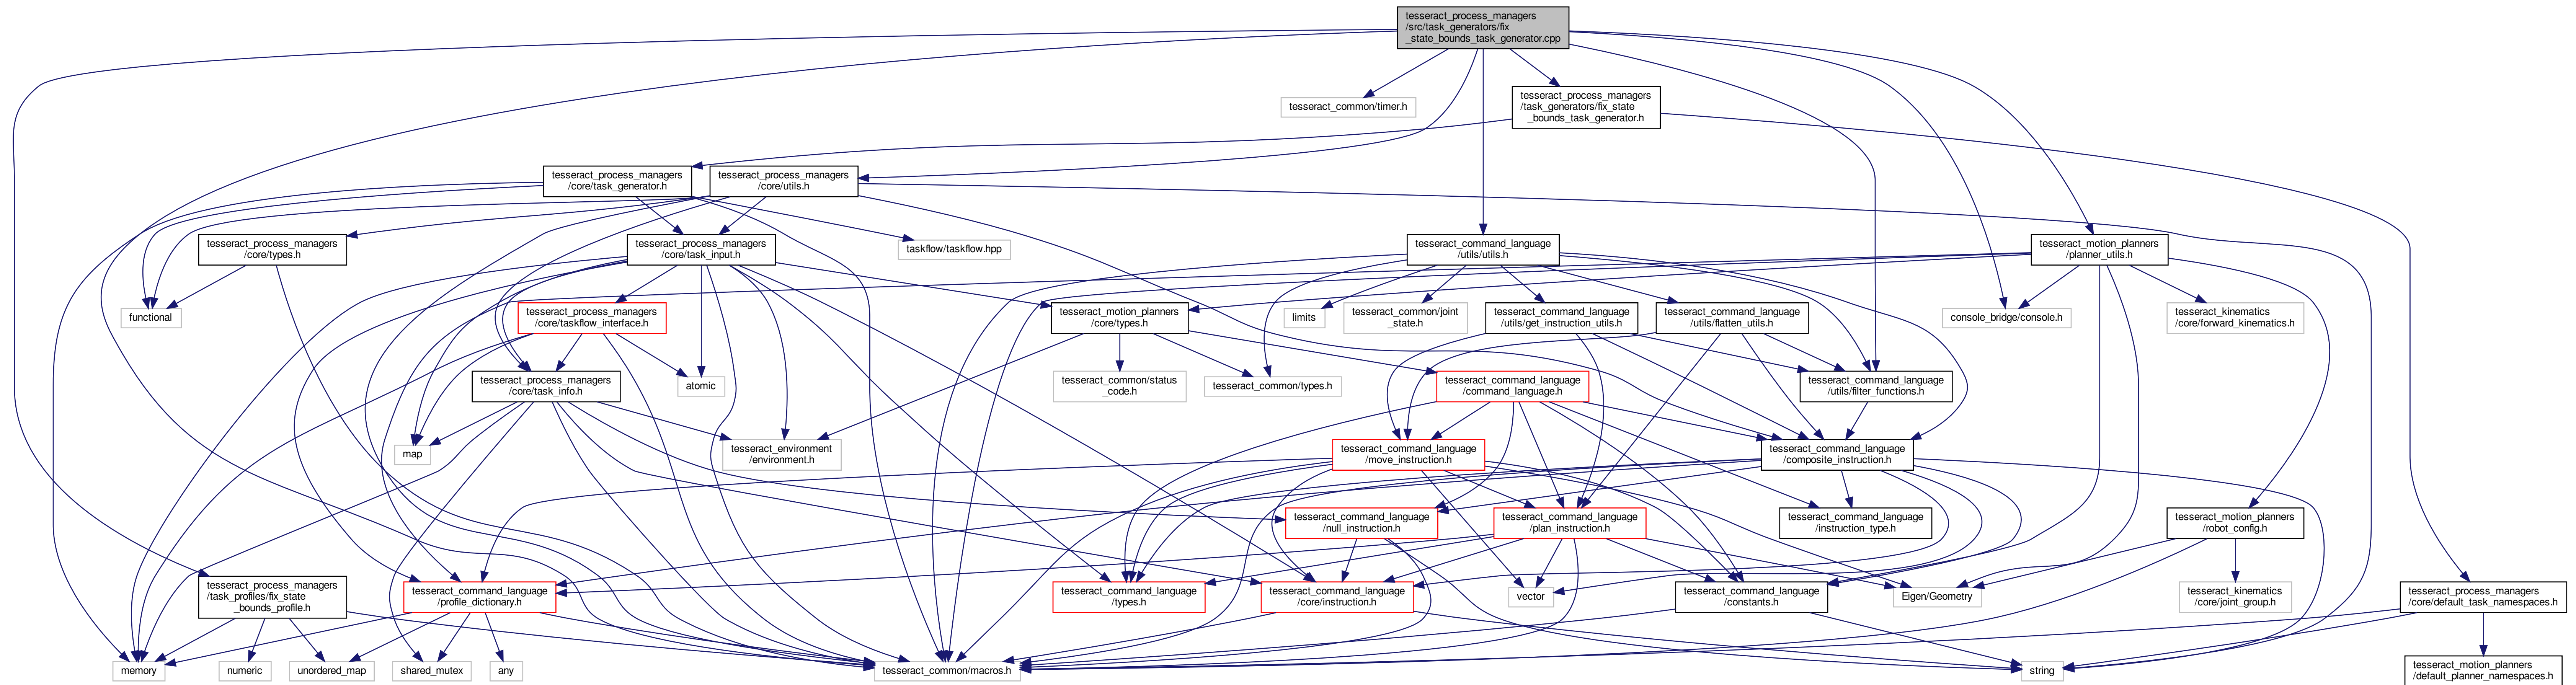 tesseract_process_managers
/src/task_generators/fix
_state_bounds_task_generator.cpp
tesseract_common/timer.h
tesseract_process_managers
/task_generators/fix_state
_bounds_task_generator.h
tesseract_process_managers
/core/task_generator.h
tesseract_process_managers
/core/utils.h
tesseract_process_managers
/core/types.h
tesseract_process_managers
/core/task_input.h
taskflow/taskflow.hpp
tesseract_command_language
/utils/utils.h
tesseract_motion_planners
/planner_utils.h
functional
tesseract_process_managers
/core/taskflow_interface.h
tesseract_motion_planners
/core/types.h
limits
tesseract_common/joint
_state.h
tesseract_command_language
/utils/get_instruction_utils.h
tesseract_command_language
/utils/flatten_utils.h
console_bridge/console.h
tesseract_kinematics
/core/forward_kinematics.h
tesseract_process_managers
/core/task_info.h
atomic
tesseract_common/status
_code.h
tesseract_common/types.h
tesseract_command_language
/command_language.h
tesseract_command_language
/utils/filter_functions.h
map
tesseract_environment
/environment.h
tesseract_command_language
/move_instruction.h
tesseract_command_language
/composite_instruction.h
tesseract_command_language
/null_instruction.h
tesseract_command_language
/plan_instruction.h
tesseract_command_language
/instruction_type.h
tesseract_motion_planners
/robot_config.h
tesseract_process_managers
/task_profiles/fix_state
_bounds_profile.h
tesseract_command_language
/profile_dictionary.h
tesseract_command_language
/types.h
tesseract_command_language
/core/instruction.h
vector
tesseract_command_language
/constants.h
Eigen/Geometry
tesseract_kinematics
/core/joint_group.h
tesseract_process_managers
/core/default_task_namespaces.h
memory
numeric
unordered_map
shared_mutex
any
tesseract_common/macros.h
string
tesseract_motion_planners
/default_planner_namespaces.h